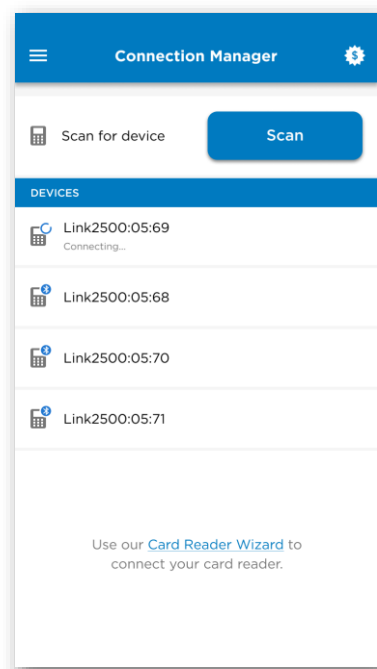 Connection Manager
Scan for device
Scan
DEVICES
Link2500:05:69
Connecting...
Link2500:05:68
Link2500:05:70
Link2500:05:71
Use our Card Reader Wizard to
connect your card reader.